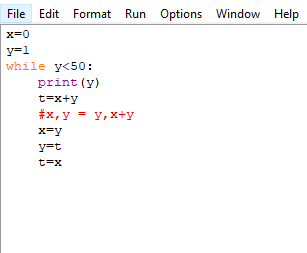 File Edit Format Run Options Window Help
x=0
y=1
while y<50:
    print(y)
    t=x+y
    #x,y = y,x+y
    x=y
    y=t
    t=x